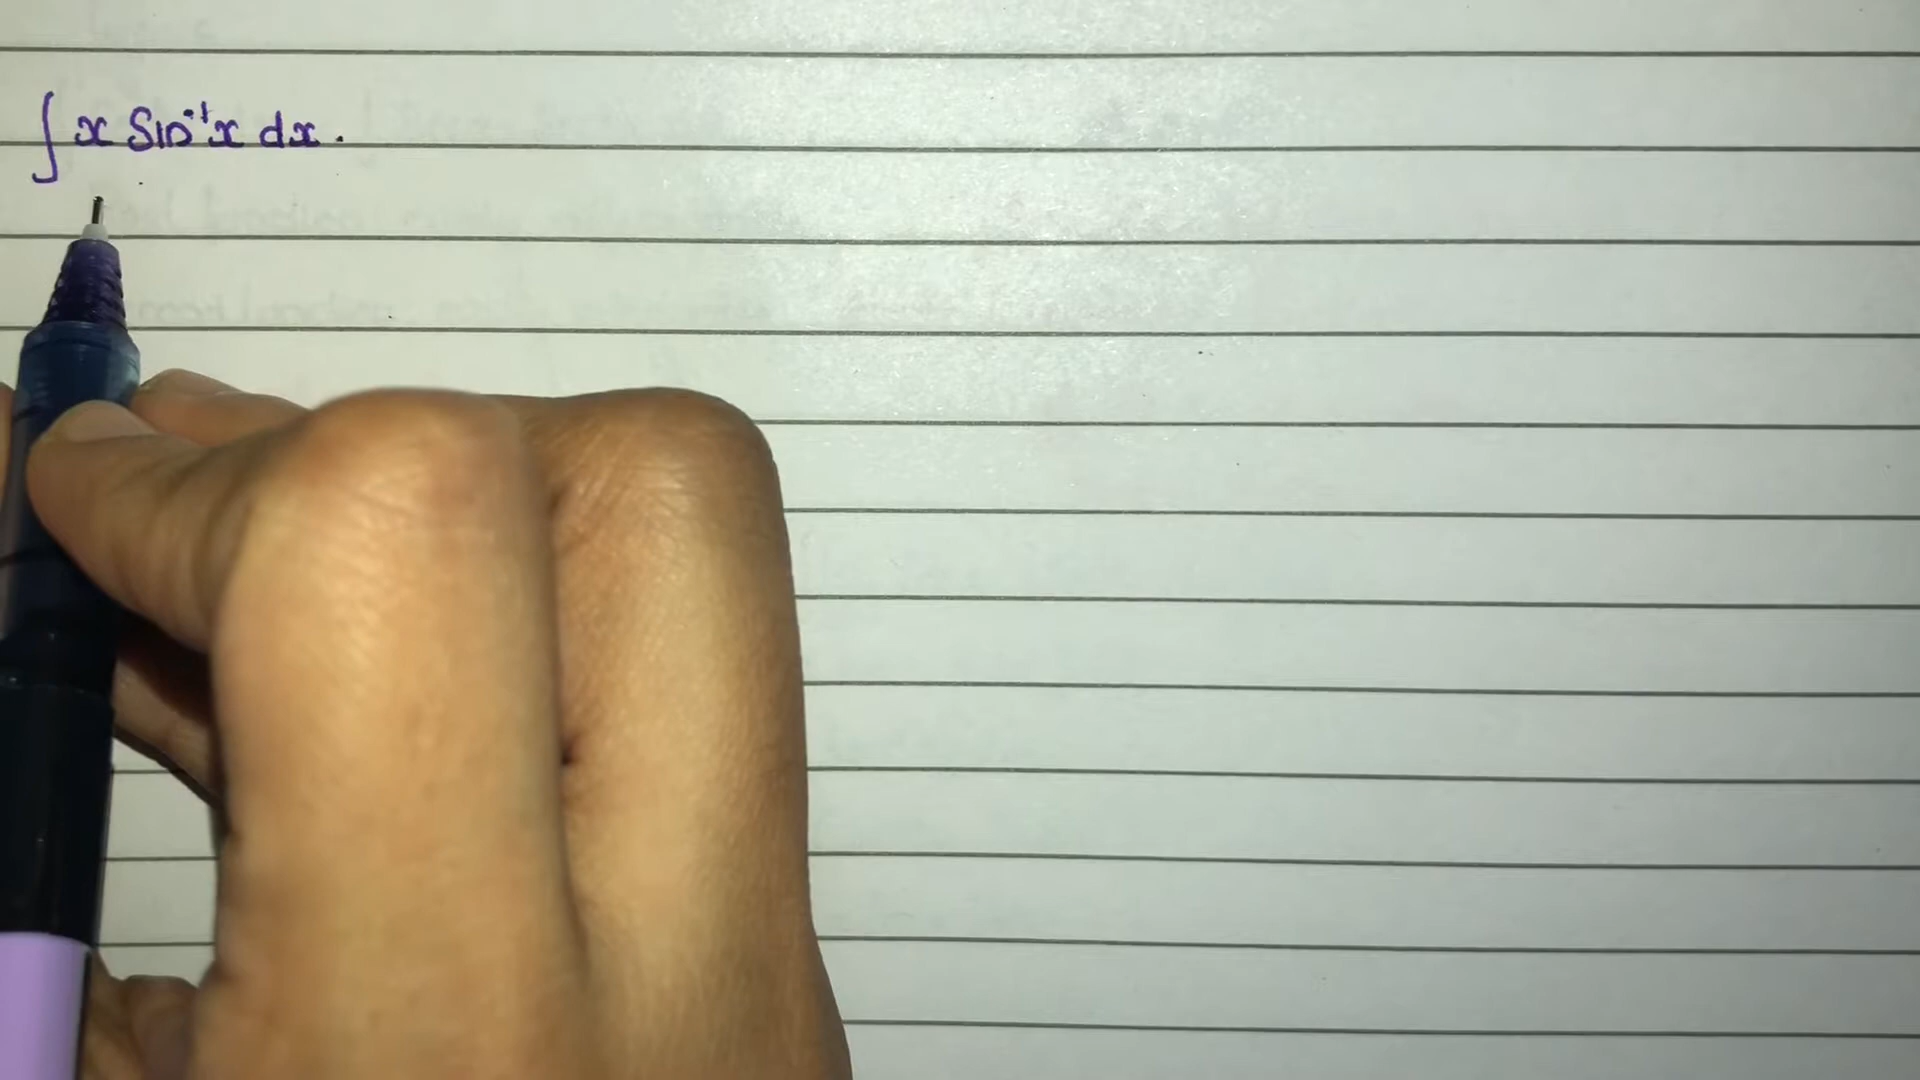 ∫ x Sin⁻¹x dx.